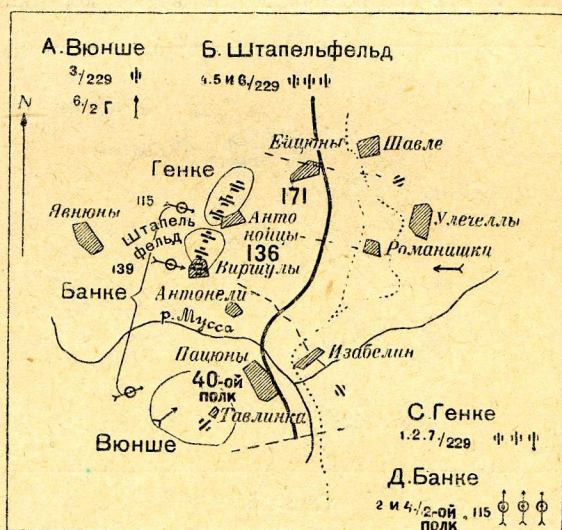 А. Вюнше
3/229
6/2 Г
Б. Штапельфельд
4.5 и 6/229
N
Ейцюны
Шавле
Генке
171
115
Явнюны
Штапель
фельд
Анто
нойцы
Улечеллы
136
Романишки
139
Киршулы
Банке
Антонели
р. Мусса
Пацюны
Изабелин
40-ой
полк
Тавлинка
Вюнше
С. Генке
1.2.7/229
Д. Банке
2 и 4/2-ой, 115
полк